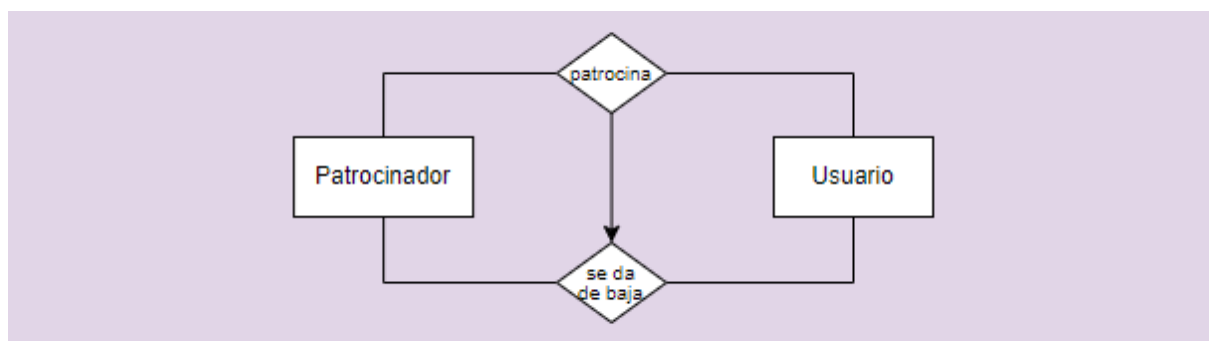 patrocina
Patrocinador
Usuario
se da
de baja